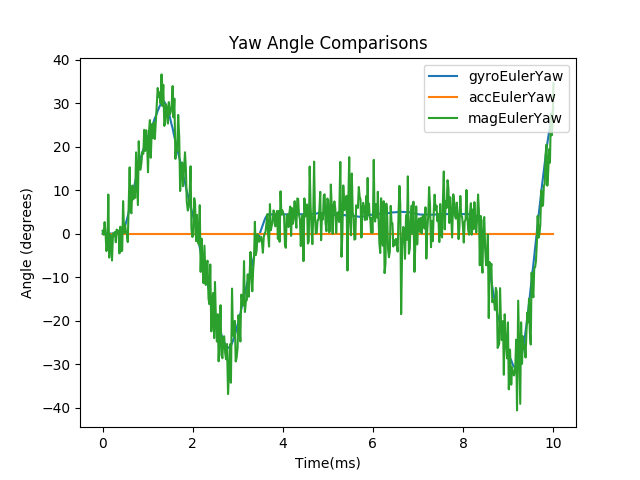 Yaw Angle Comparisons
gyroEulerYaw
accEulerYaw
magEulerYaw
Angle (degrees)
40
30
20
10
0
−10
−20
−30
−40
0 2 4 6 8 10
Time(ms)